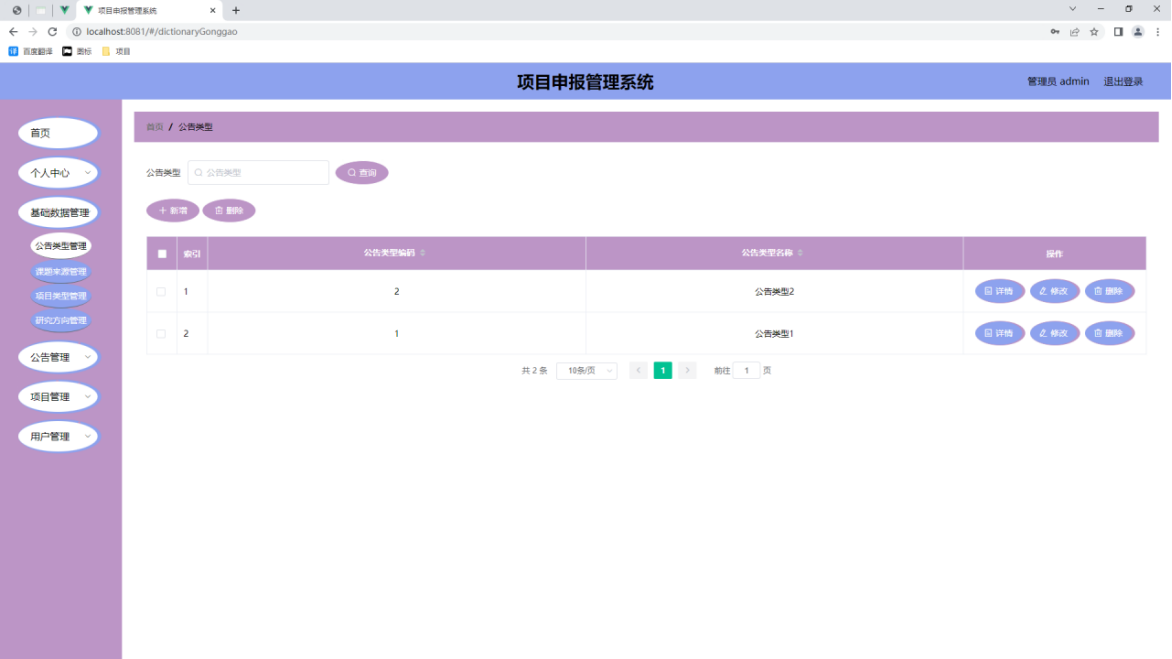 项目申报管理系统
localhost:8081/#/dictionaryGonggao
百度翻译 图标 项目
项目申报管理系统
管理员 admin 退出登录
首页
个人中心
基础数据管理
公告类型管理
课题来源管理
项目类型管理
研究方向管理
公告管理
项目管理
用户管理
首页 / 公告类型
公告类型 公告类型 查询
新增 删除
索引 公告类型编码 公告类型名称 操作
1 2 公告类型2 详情 修改 删除
2 1 公告类型1 详情 修改 删除
共 2 条 10条/页 1 前往 1 页